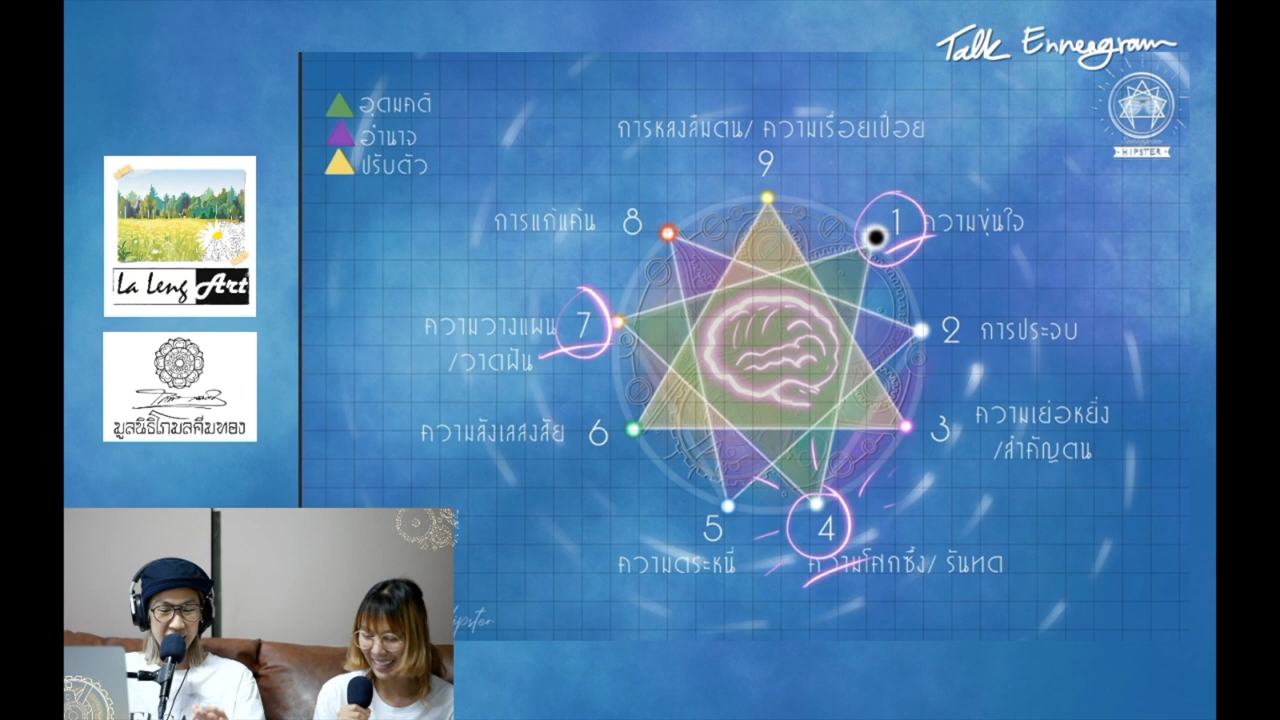 Talk Enneagram
HIPSTER
อุดมคติ
อำนาจ
ปรับตัว
การหลงลืมตน/ ความเรื่อยเปื่อย
9
การแก้แค้น 8
1 ความขุ่นใจ
ความวางแผน 7
/วาดฝัน
2 การประจบ
ความลังเลสงสัย 6
3 ความเย่อหยิ่ง
/สำคัญตน
5
ความตระหนี่
4
ความโศกซึ้ง/ รันทด
La Leng Art
มูลนิธิโกมลคีมทอง